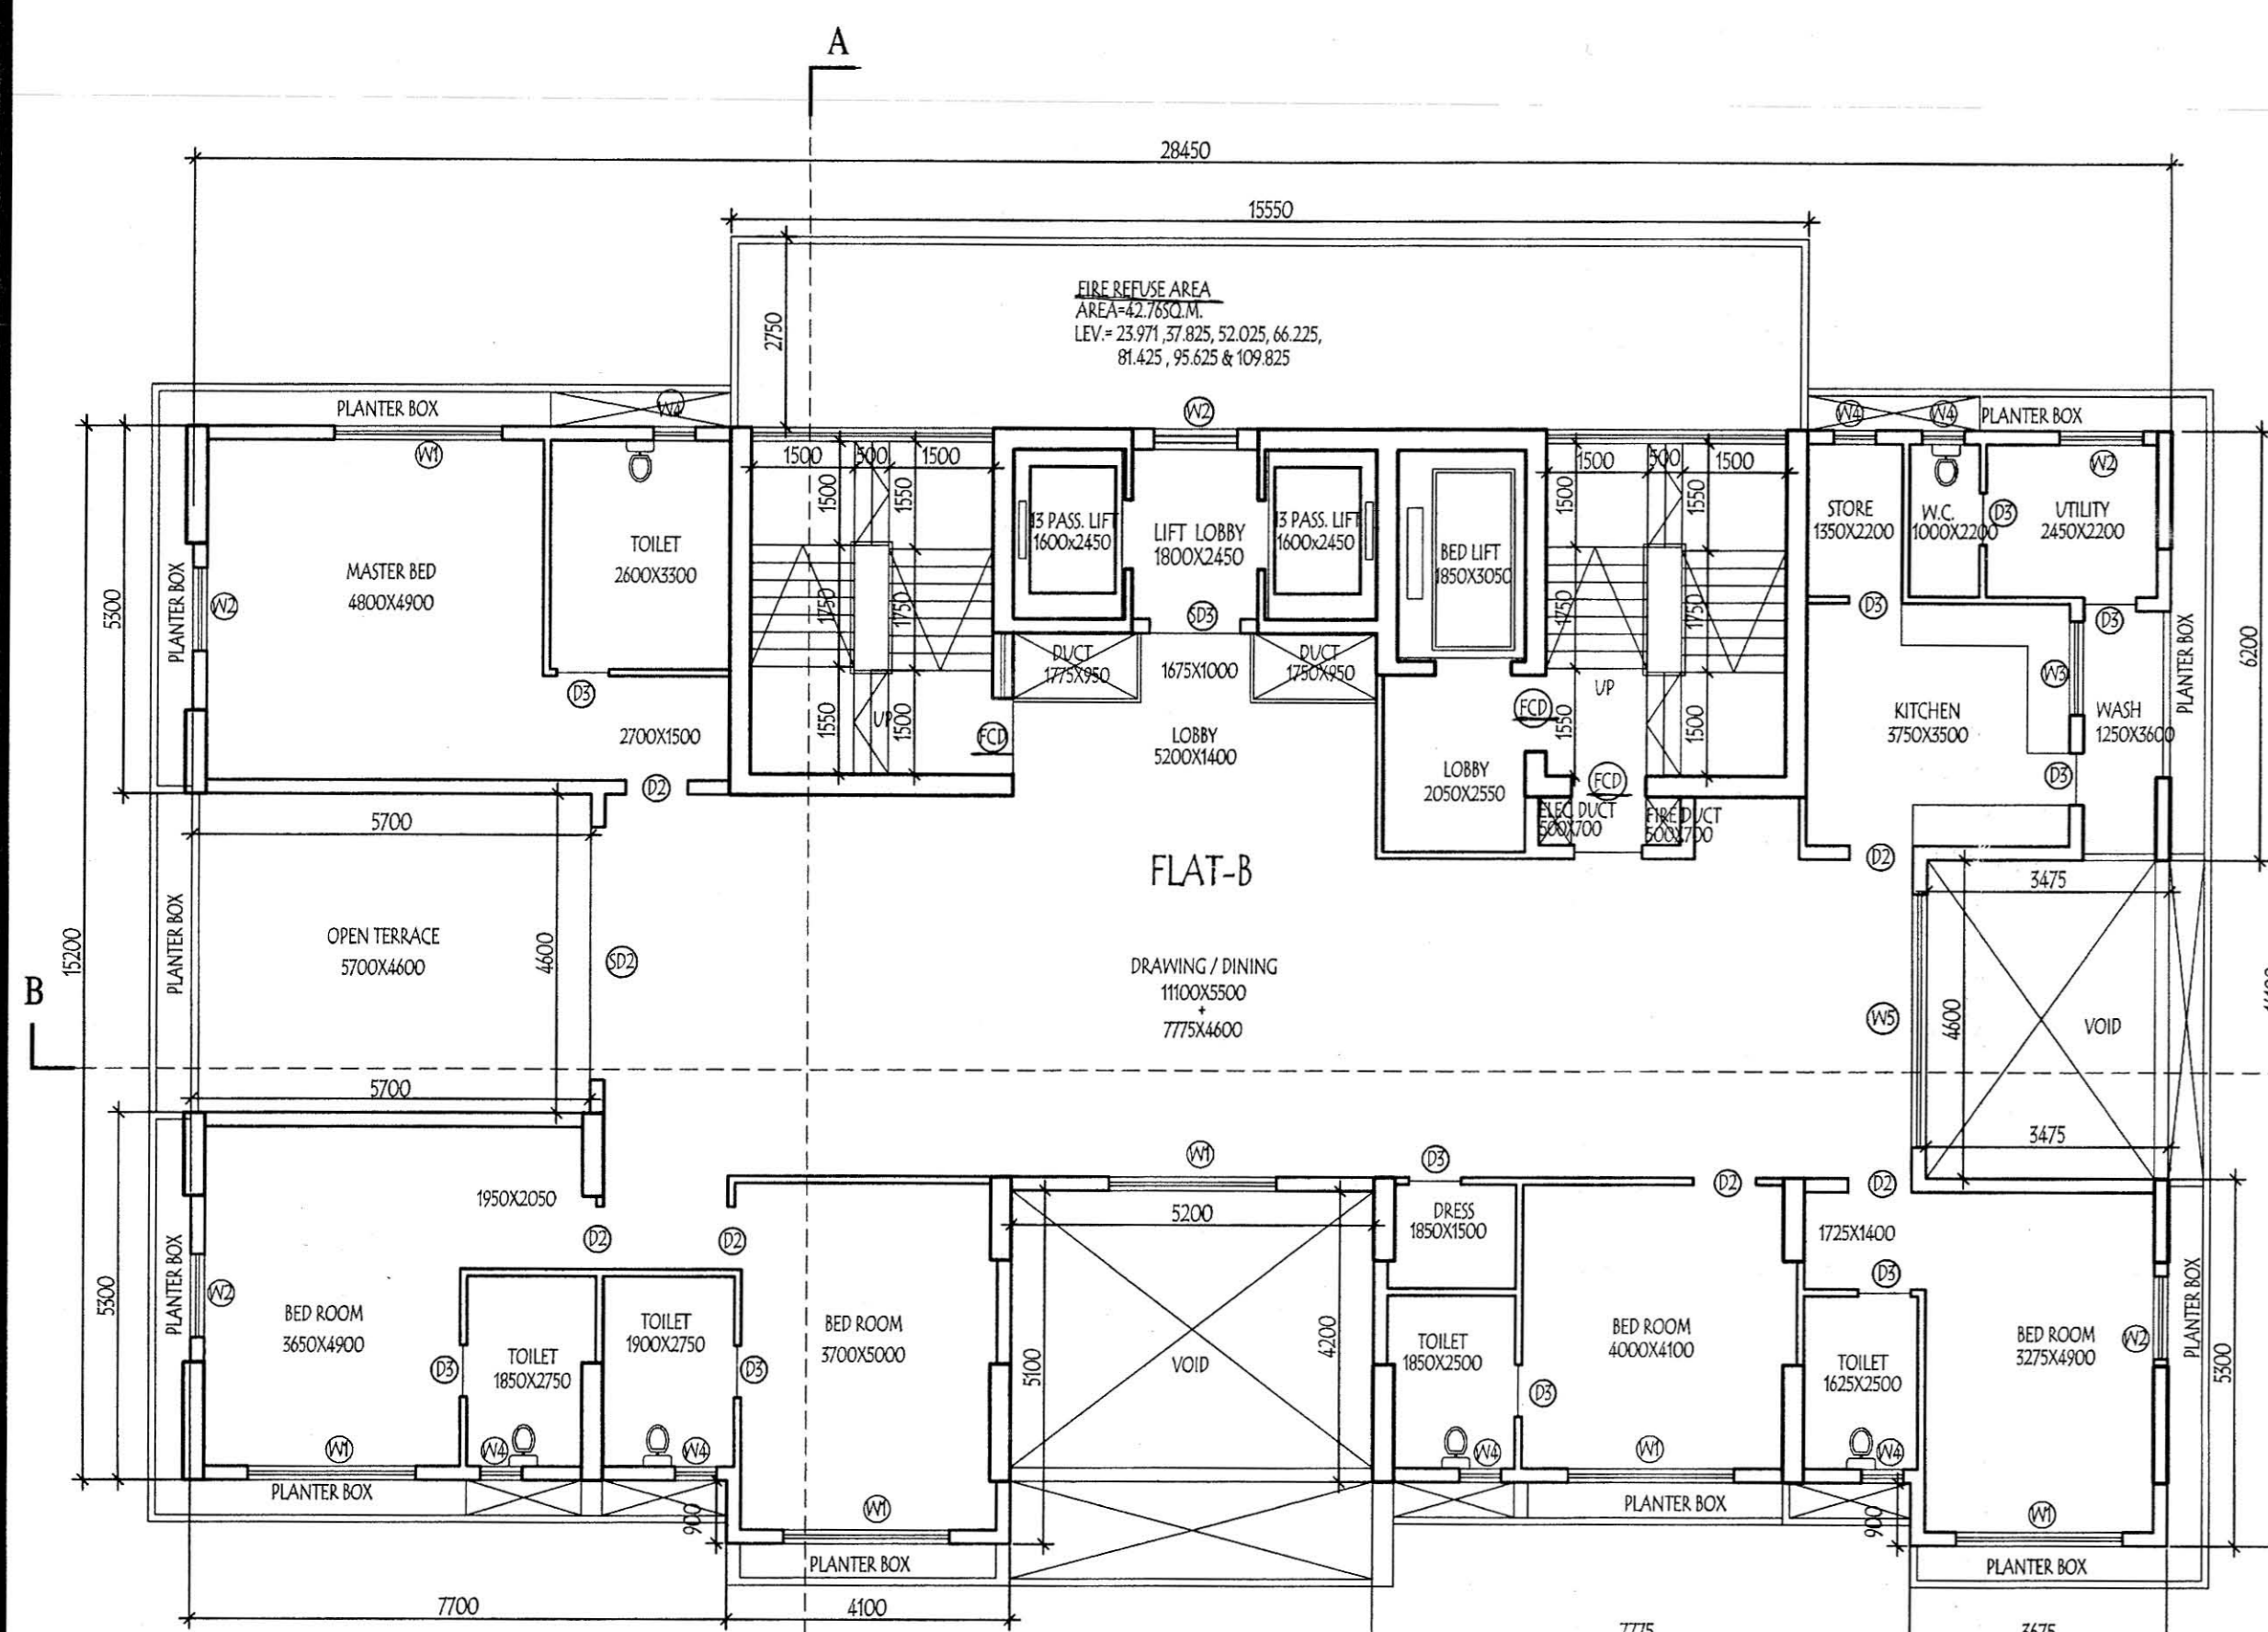 A
28450
15550
FIRE REFUSE AREA
AREA=42.76SQ.M.
LEV.= 23.971 ,37.825, 52.025, 66.225,
81.425 , 95.625 & 109.825
2750
PLANTER BOX
W4
W2
W4
W4
PLANTER BOX
W1
1500
500
1500
1500
500
1500
W2
1500
1550
1500
1550
13 PASS. LIFT
1600x2450
LIFT LOBBY
1800X2450
13 PASS. LIFT
1600x2450
BED LIFT
1850X3050
STORE
1350X2200
W.C.
1000X2200
D3
UTILITY
2450X2200
TOILET
2600X3300
MASTER BED
4800X4900
5300
PLANTER BOX
W2
1750
1750
SD3
1750
1750
D3
D3
PLANTER BOX
6200
DUCT
1775X950
1675X1000
DUCT
1750X950
W3
D3
UP
UP
2700X1500
1550
1500
FCD
LOBBY
5200X1400
FCD
1550
1500
KITCHEN
3750X3500
WASH
1250X3600
D2
LOBBY
2050X2550
FCD
D3
ELEC DUCT
500X700
FIRE DUCT
500X700
5700
D2
FLAT-B
3475
15200
PLANTER BOX
OPEN TERRACE
5700X4600
4600
SD2
DRAWING / DINING
11100X5500
+
7775X4600
W5
4600
VOID
B
5700
3475
W1
D3
D2
D2
1950X2050
5200
DRESS
1850X1500
1725X1400
D2
D2
D3
5300
PLANTER BOX
W2
BED ROOM
3650X4900
D3
TOILET
1850X2750
TOILET
1900X2750
D3
BED ROOM
3700X5000
5100
VOID
4200
TOILET
1850X2500
D3
BED ROOM
4000X4100
TOILET
1625X2500
BED ROOM
3275X4900
W2
PLANTER BOX
5300
W1
W4
W4
W4
W1
W4
PLANTER BOX
900
W1
PLANTER BOX
900
W1
PLANTER BOX
PLANTER BOX
7700
4100
7775
3675